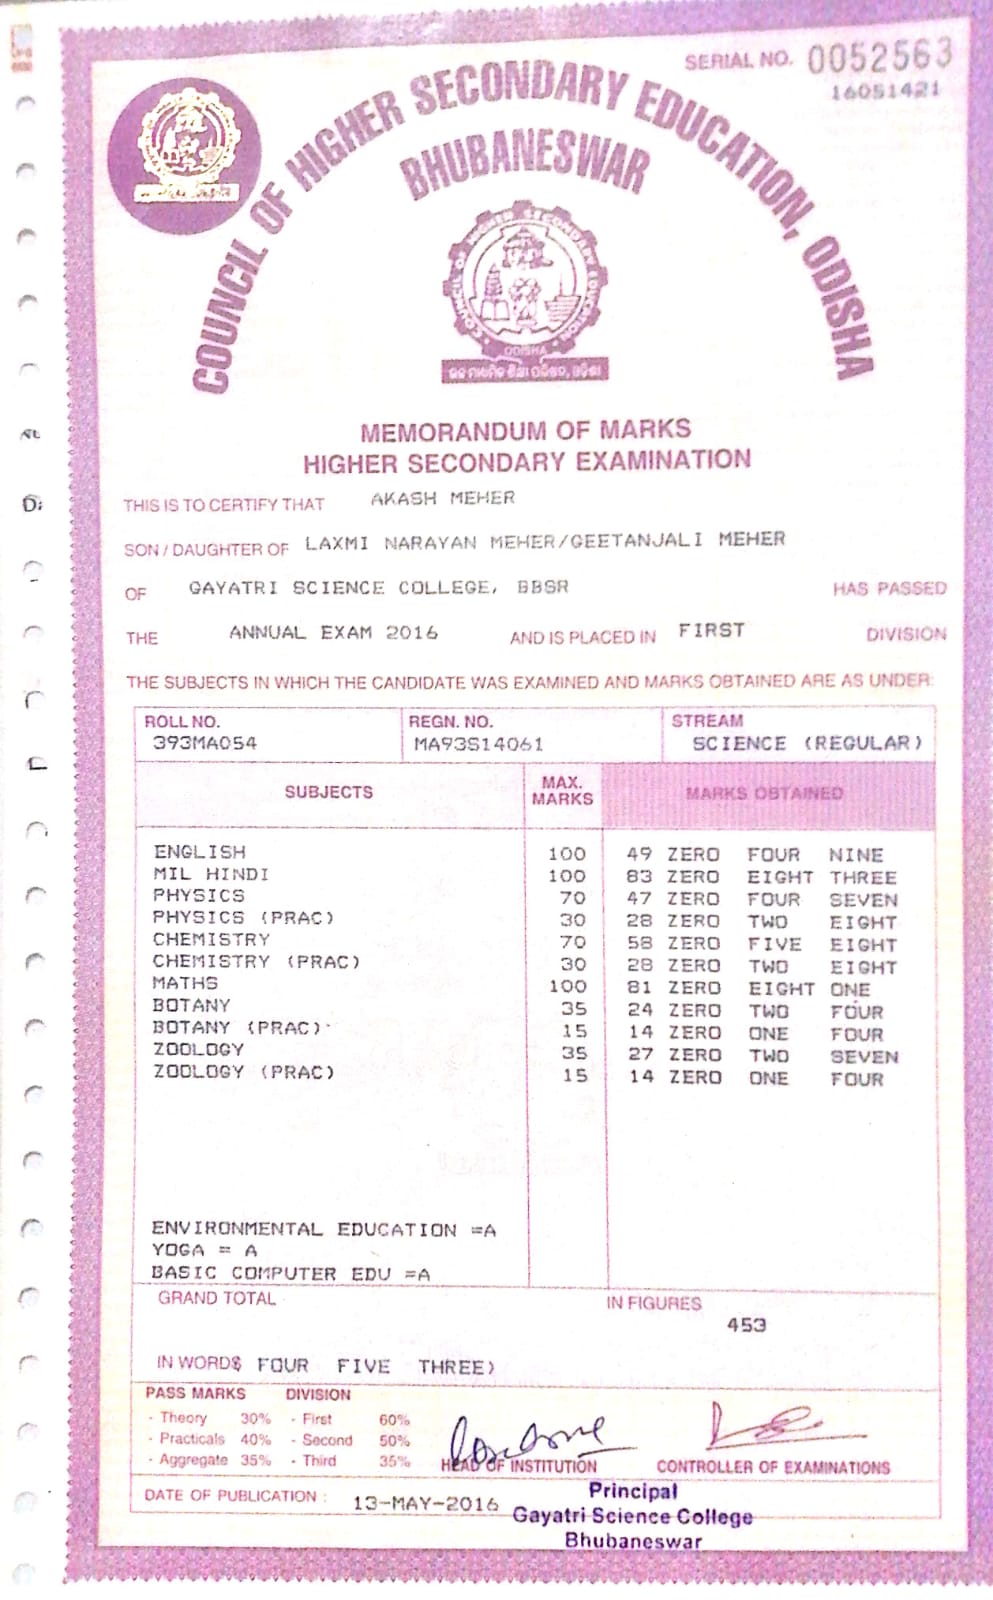 SERIAL NO. 0052563
16051421
COUNCIL OF HIGHER SECONDARY EDUCATION, ODISHA
BHUBANESWAR
COUNCIL OF HIGHER SECONDARY EDUCATION
ODISHA
MEMORANDUM OF MARKS
HIGHER SECONDARY EXAMINATION
THIS IS TO CERTIFY THAT AKASH MEHER
SON / DAUGHTER OF LAXMI NARAYAN MEHER/GEETANJALI MEHER
OF GAYATRI SCIENCE COLLEGE, BBSR HAS PASSED
THE ANNUAL EXAM 2016 AND IS PLACED IN FIRST DIVISION
THE SUBJECTS IN WHICH THE CANDIDATE WAS EXAMINED AND MARKS OBTAINED ARE AS UNDER:
ROLL NO. REGN. NO. STREAM
393MA054 MA93S14061 SCIENCE (REGULAR)
SUBJECTS MAX. MARKS MARKS OBTAINED
ENGLISH 100 49 ZERO FOUR NINE
MIL HINDI 100 83 ZERO EIGHT THREE
PHYSICS 70 47 ZERO FOUR SEVEN
PHYSICS (PRAC) 30 28 ZERO TWO EIGHT
CHEMISTRY 70 58 ZERO FIVE EIGHT
CHEMISTRY (PRAC) 30 28 ZERO TWO EIGHT
MATHS 100 81 ZERO EIGHT ONE
BOTANY 35 24 ZERO TWO FOUR
BOTANY (PRAC) 15 14 ZERO ONE FOUR
ZOOLOGY 35 27 ZERO TWO SEVEN
ZOOLOGY (PRAC) 15 14 ZERO ONE FOUR
ENVIRONMENTAL EDUCATION =A
YOGA = A
BASIC COMPUTER EDU =A
GRAND TOTAL IN FIGURES
453
IN WORDS FOUR FIVE THREE)
PASS MARKS DIVISION
- Theory 30% - First 60%
- Practicals 40% - Second 50%
- Aggregate 35% - Third 35%
HEAD OF INSTITUTION CONTROLLER OF EXAMINATIONS
DATE OF PUBLICATION : 13-MAY-2016
Principal
Gayatri Science College
Bhubaneswar